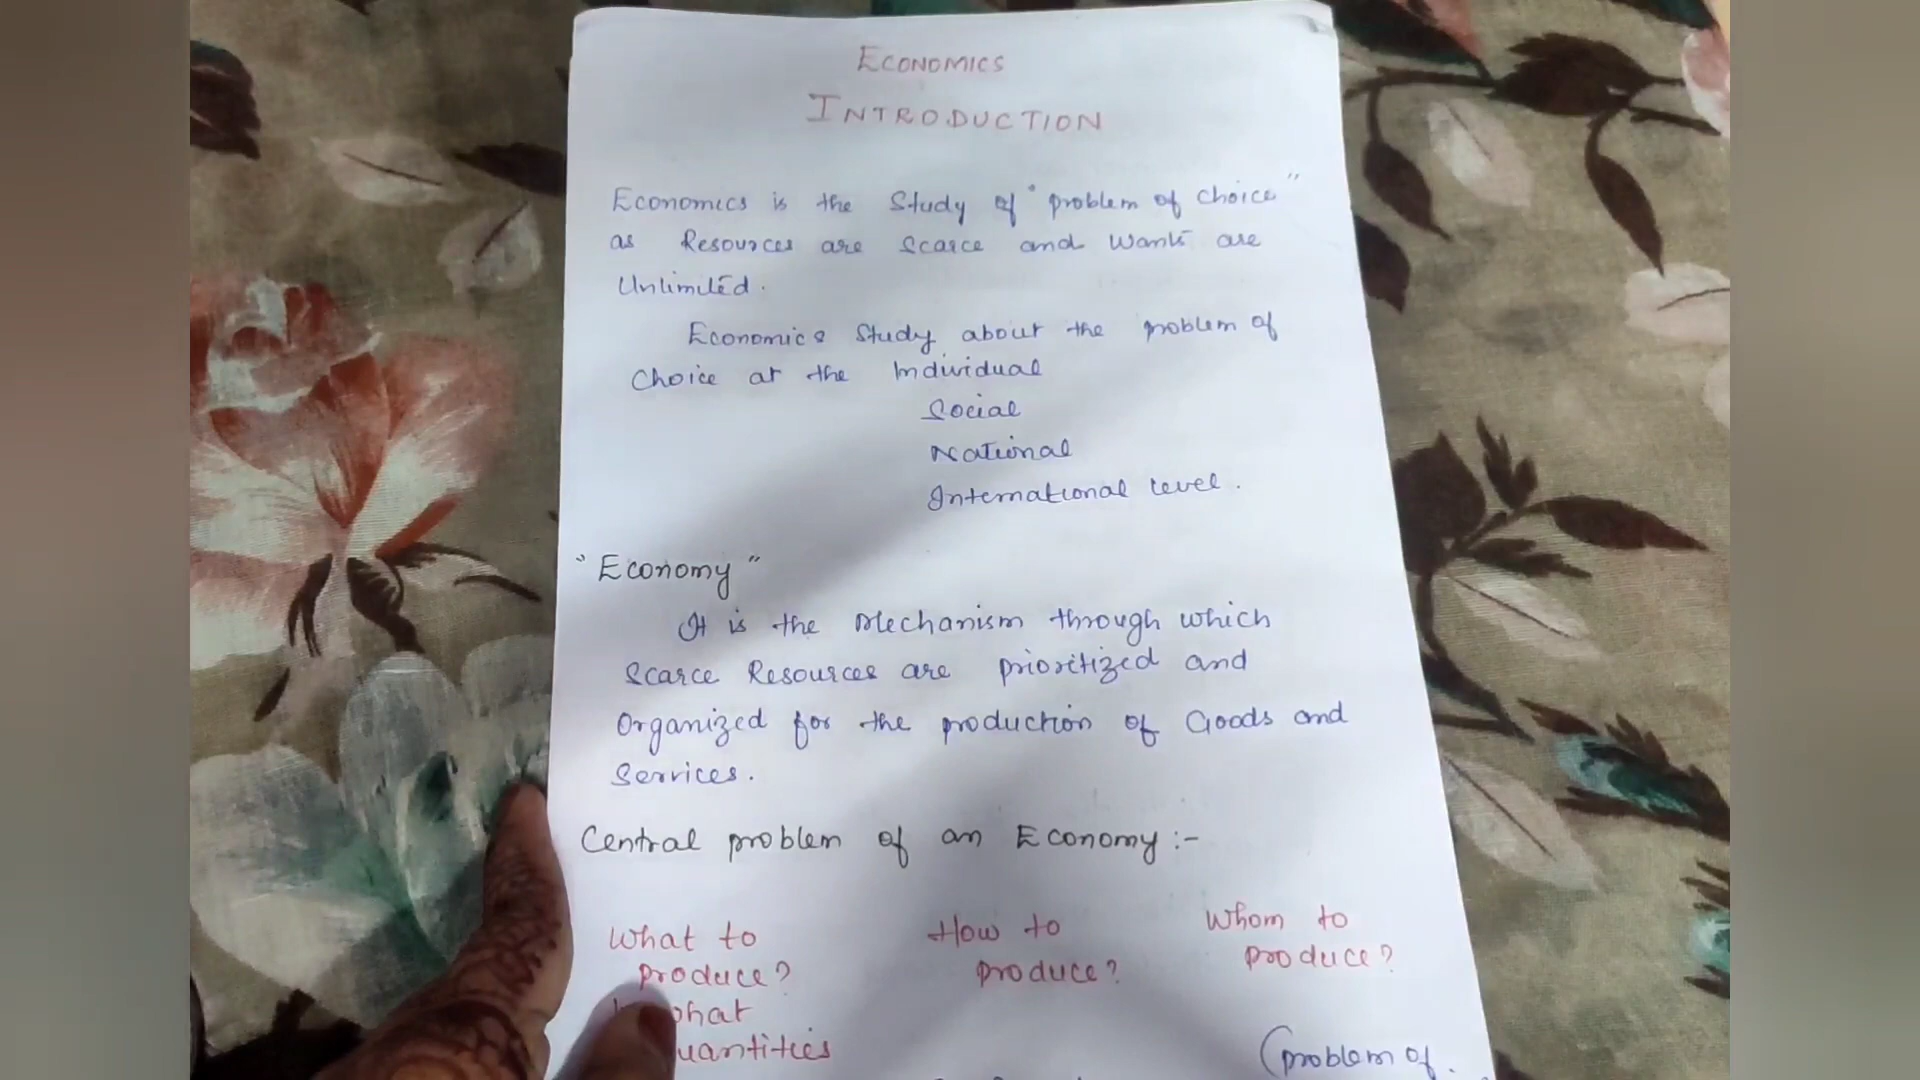 ECONOMICS
INTRODUCTION
Economics is the Study of "problem of choice"
as Resources are Scarce and Wants are
Unlimited.
Economics Study about the problem of
Choice at the Individual
Social
National
International level.
"Economy"
It is the Mechanism through which
Scarce Resources are prioritized and
Organized for the production of Goods and
Services.
Central problem of an Economy :-
What to How to Whom to
produce? produce? produce?
(problem of